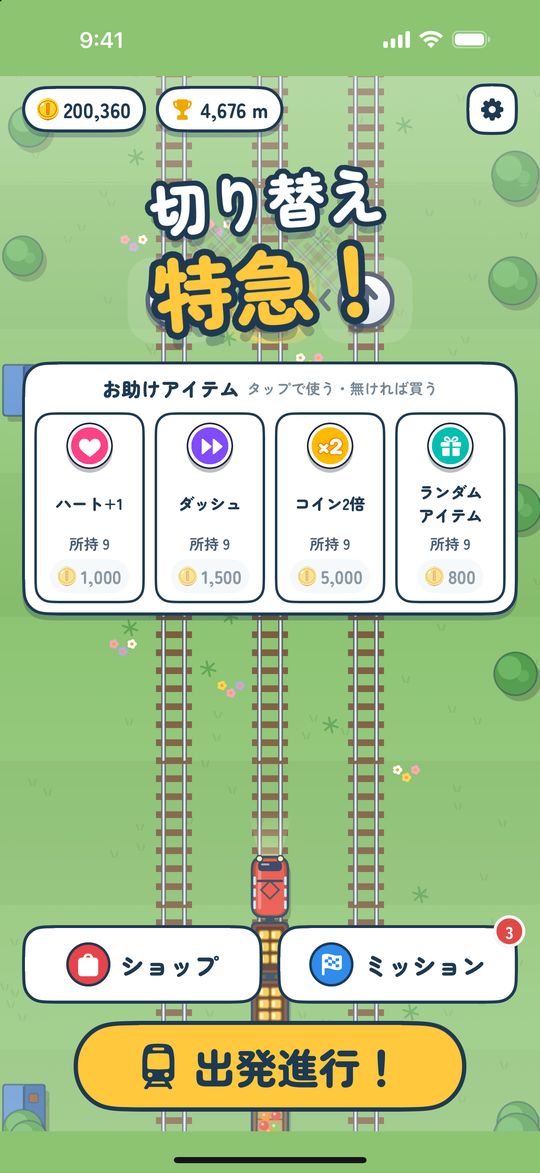 9:41
200,360
4,676 m
切り替え
特急！
お助けアイテム タップで使う・無ければ買う
ハート+1
所持 9
1,000
ダッシュ
所持 9
1,500
×2
コイン2倍
所持 9
5,000
ランダム
アイテム
所持 9
800
ショップ
ミッション
3
出発進行！